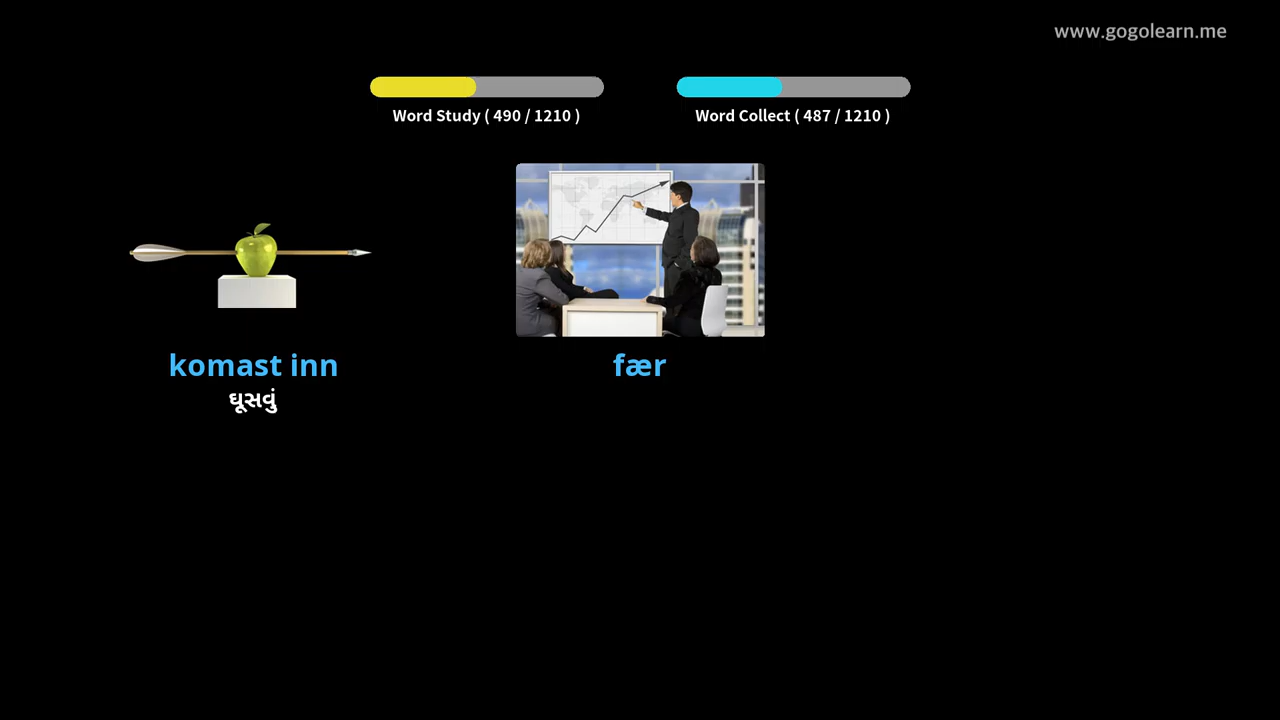 www.gogolearn.me
Word Study ( 490 / 1210 )
Word Collect ( 487 / 1210 )
komast inn
ઘૂસવું
fær